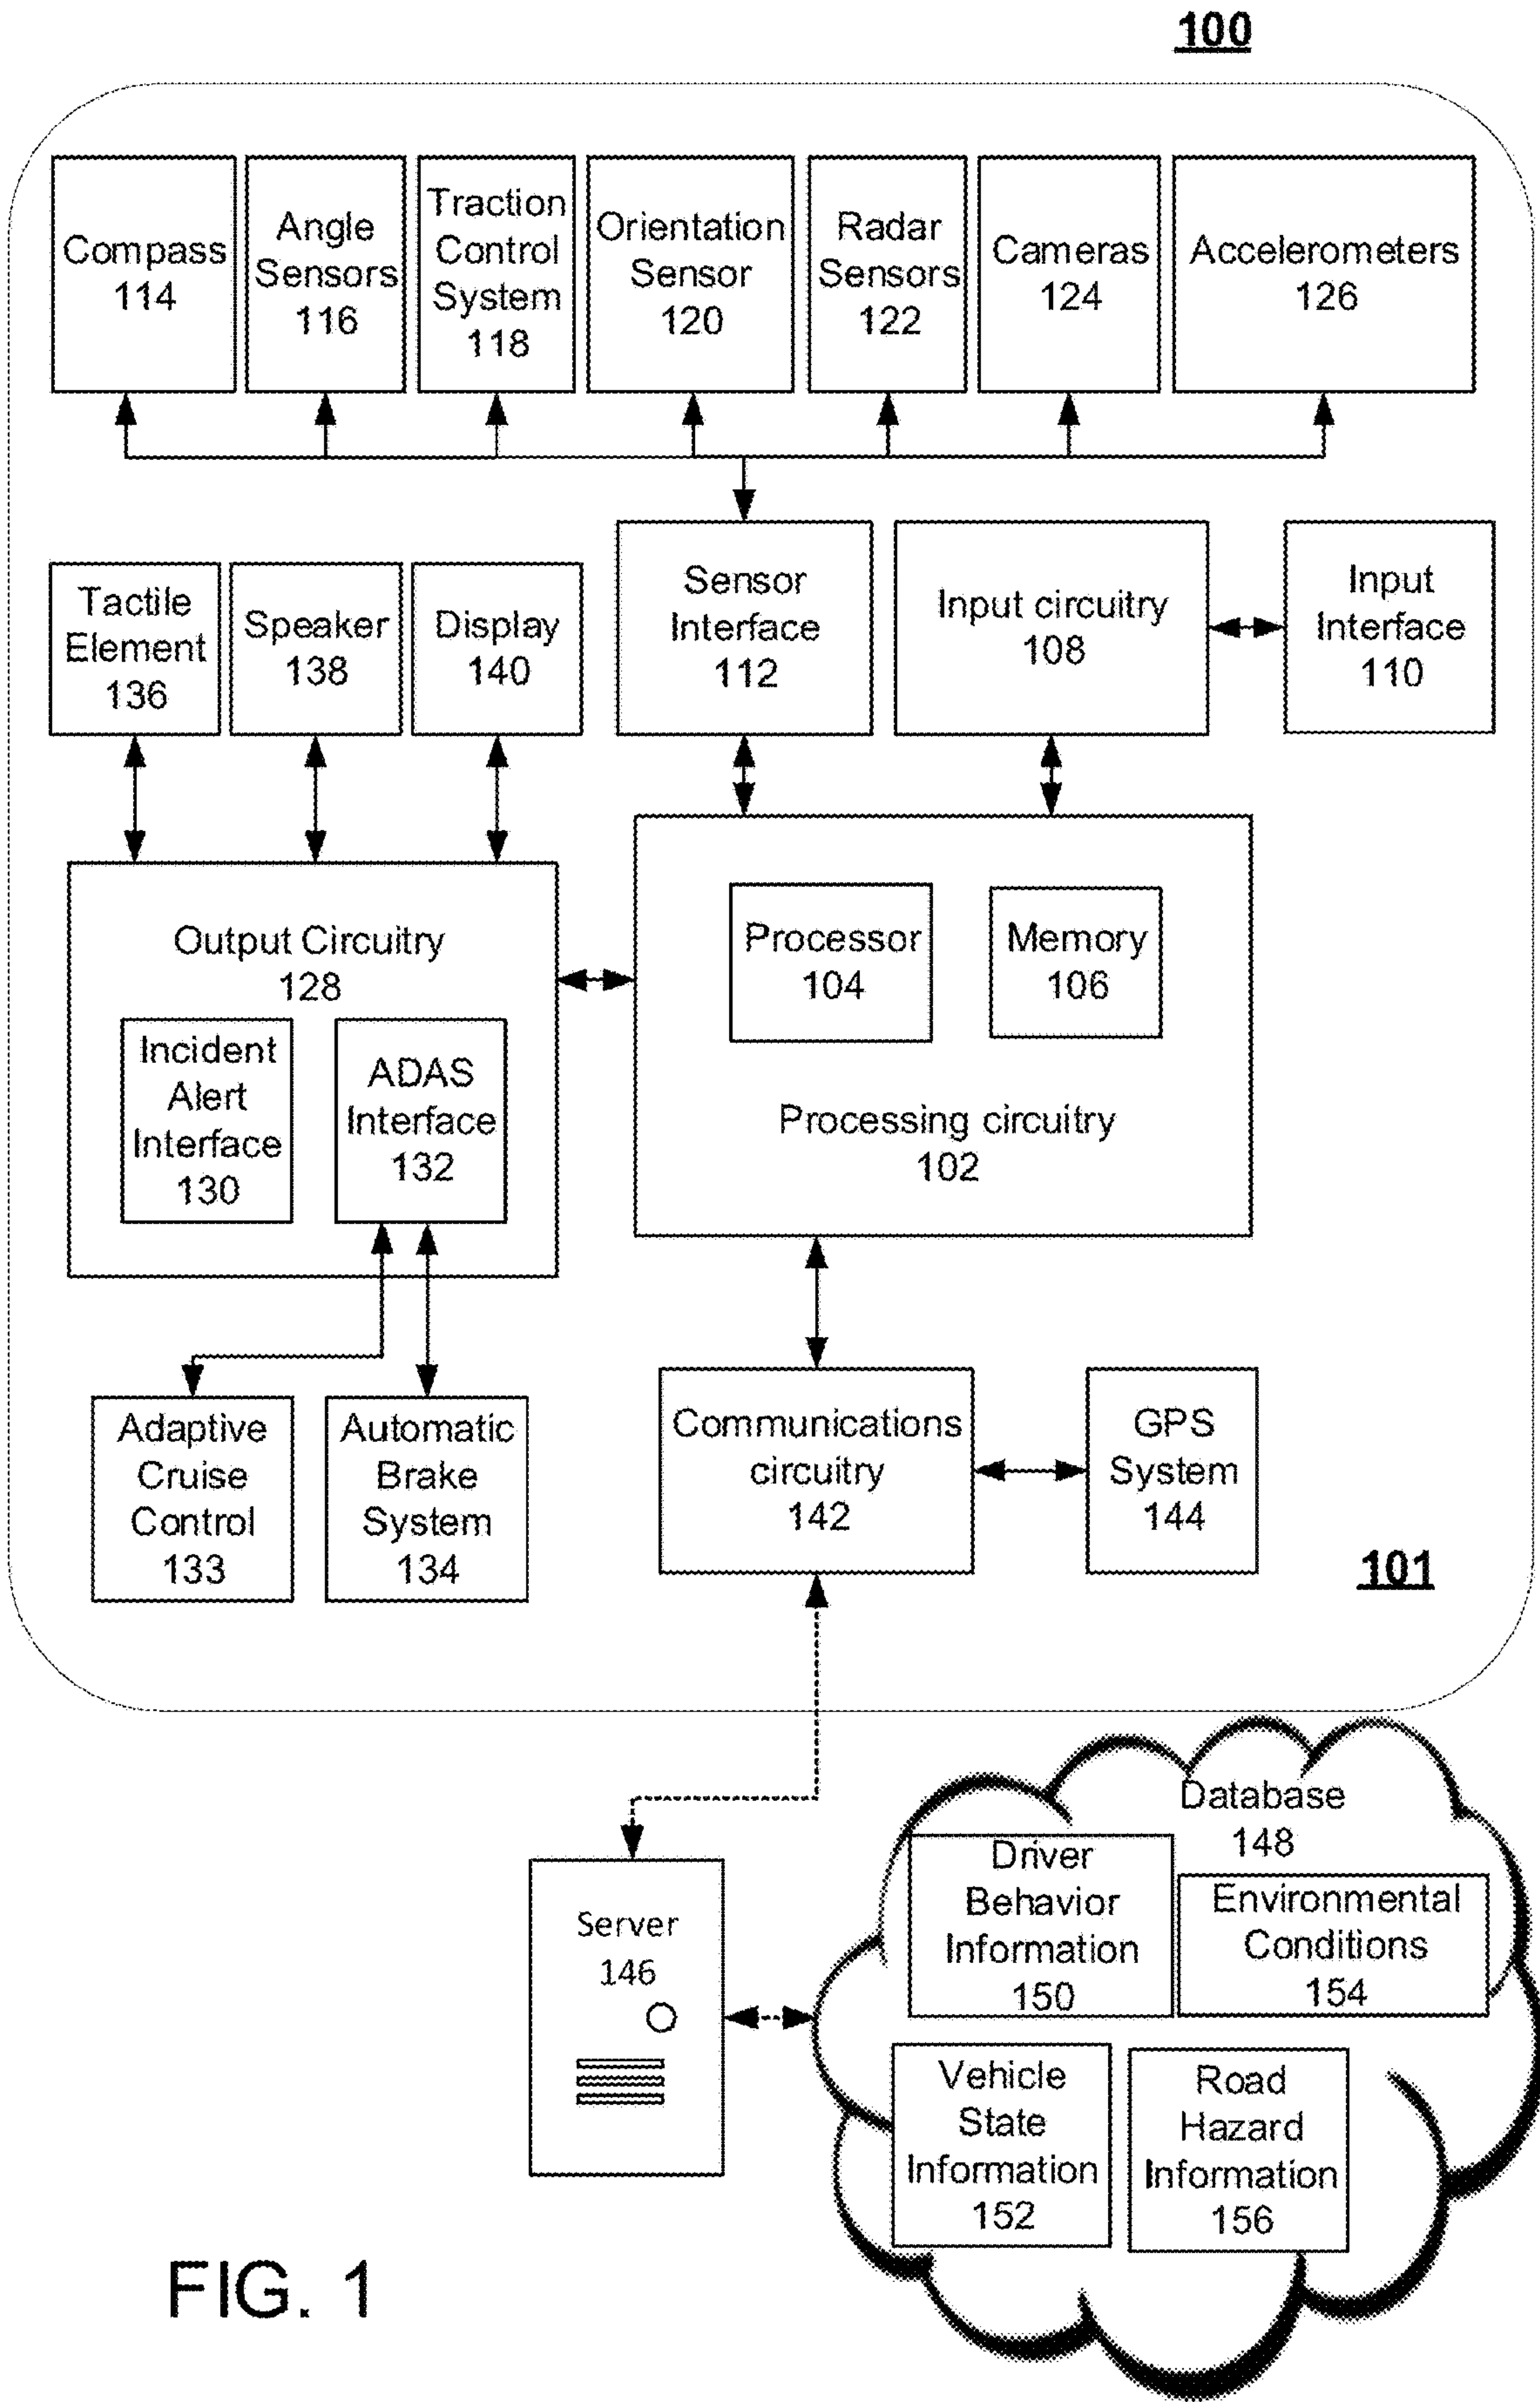 100
Compass
114
Angle
Sensors
116
Traction
Control
System
118
Orientation
Sensor
120
Radar
Sensors
122
Cameras
124
Accelerometers
126
Tactile
Element
136
Speaker
138
Display
140
Sensor
Interface
112
Input circuitry
108
Input
Interface
110
Output Circuitry
128
Incident
Alert
Interface
130
ADAS
Interface
132
Processor
104
Memory
106
Processing circuitry
102
Adaptive
Cruise
Control
133
Automatic
Brake
System
134
Communications
circuitry
142
GPS
System
144
101
Server
146
Database
148
Driver
Behavior
Information
150
Environmental
Conditions
154
Vehicle
State
Information
152
Road
Hazard
Information
156
FIG. 1